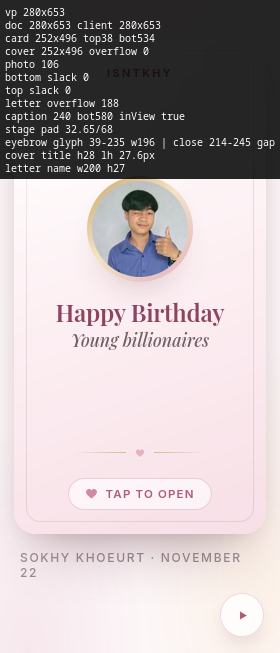 vp 280x653
doc 280x653 client 280x653
card 252x496 top38 bot534
cover 252x496 overflow 0
photo 106
bottom slack 0
top slack 0
letter overflow 188
caption 240 bot580 inView true
stage pad 32.65/68
eyebrow glyph 39-235 w196 | close 214-245 gap
cover title h28 lh 27.6px
letter name w200 h27
ISNTKHY
Happy Birthday
Young billionaires
TAP TO OPEN
SOKHY KHOEURT · NOVEMBER
22